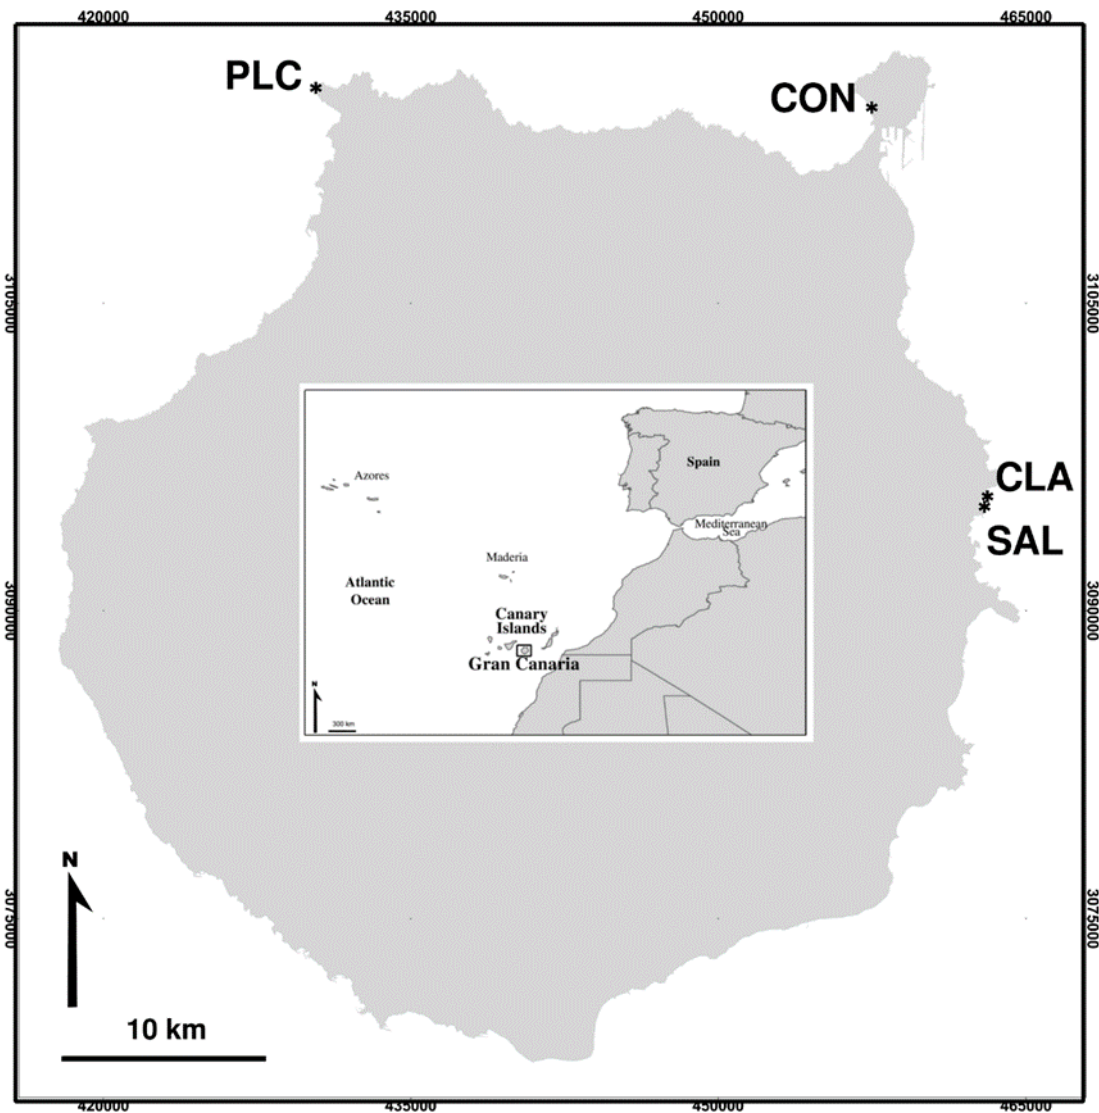 420000
435000
450000
465000
PLC
CON
3105000
3105000
Azores
Spain
Mediterranean
Sea
CLA
SAL
Maderia
Atlantic
Ocean
Canary
Islands
Gran Canaria
3090000
3090000
N
300 km
N
3075000
3075000
10 km
420000
435000
450000
465000